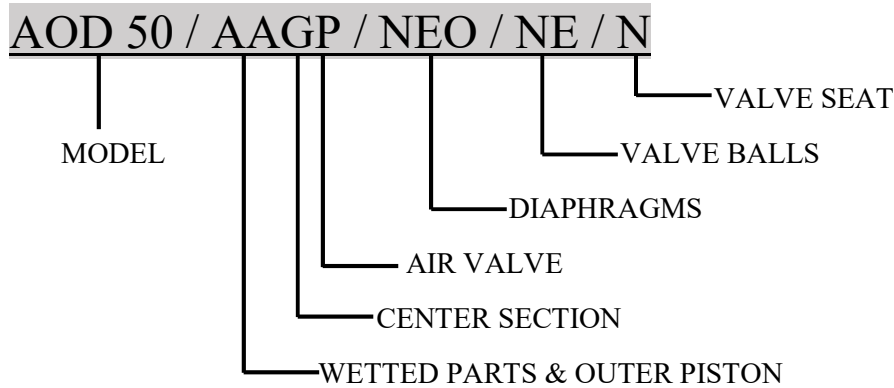 AOD 50 / AAGP / NEO / NE / N
VALVE SEAT
MODEL
VALVE BALLS
DIAPHRAGMS
AIR VALVE
CENTER SECTION
WETTED PARTS & OUTER PISTON